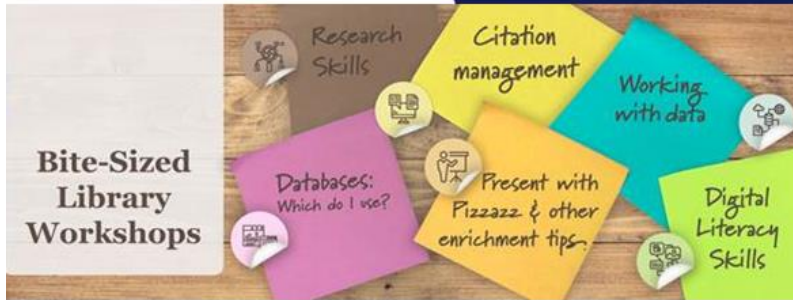 Bite-Sized
Library
Workshops
Research
Skills
Citation
management
Working
with data
Databases:
Which do I use?
Present with
Pizzazz & other
enrichment tips
Digital
Literacy
Skills